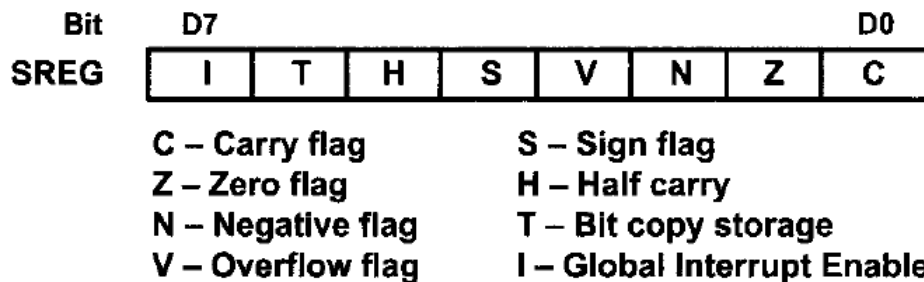 Bit D7 D0
SREG I T H S V N Z C
C – Carry flag S – Sign flag
Z – Zero flag H – Half carry
N – Negative flag T – Bit copy storage
V – Overflow flag I – Global Interrupt Enable